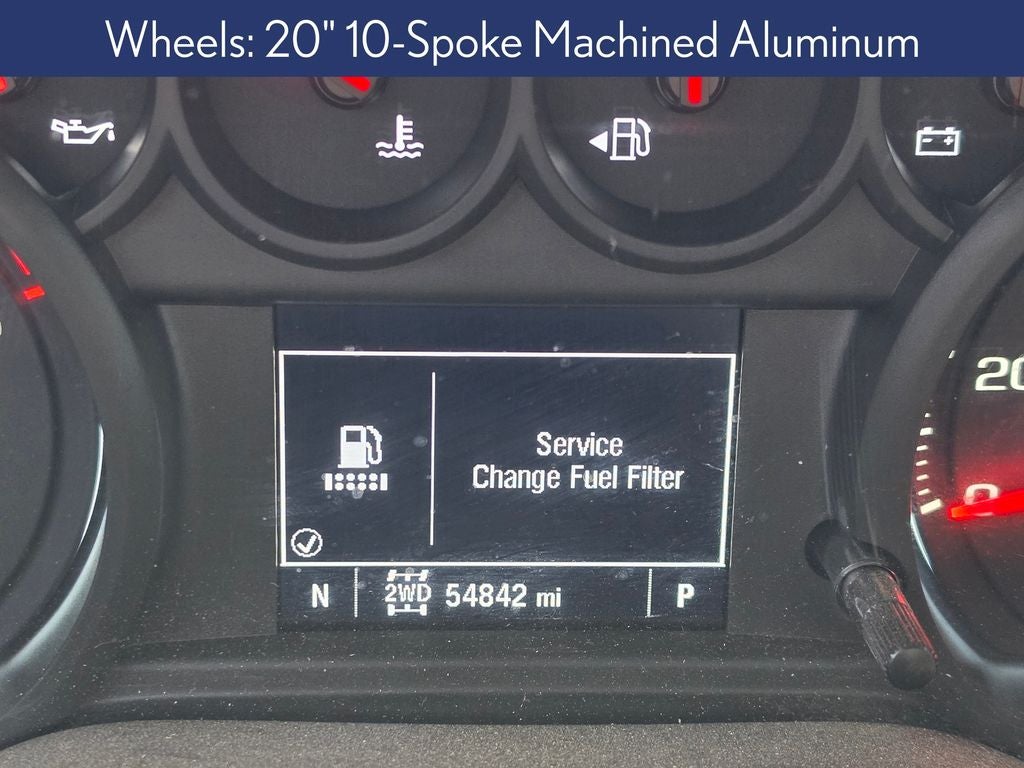 Wheels: 20" 10-Spoke Machined Aluminum
20
Service
Change Fuel Filter
0
N 2WD 54842 mi P